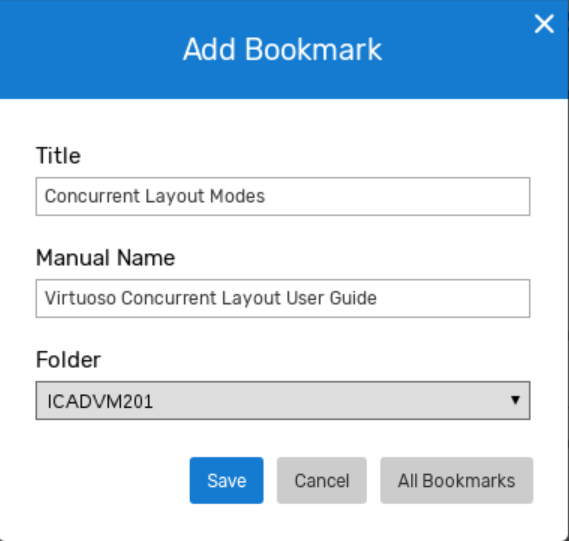 Add Bookmark
Title
Concurrent Layout Modes
Manual Name
Virtuoso Concurrent Layout User Guide
Folder
ICADVM201
Save Cancel All Bookmarks